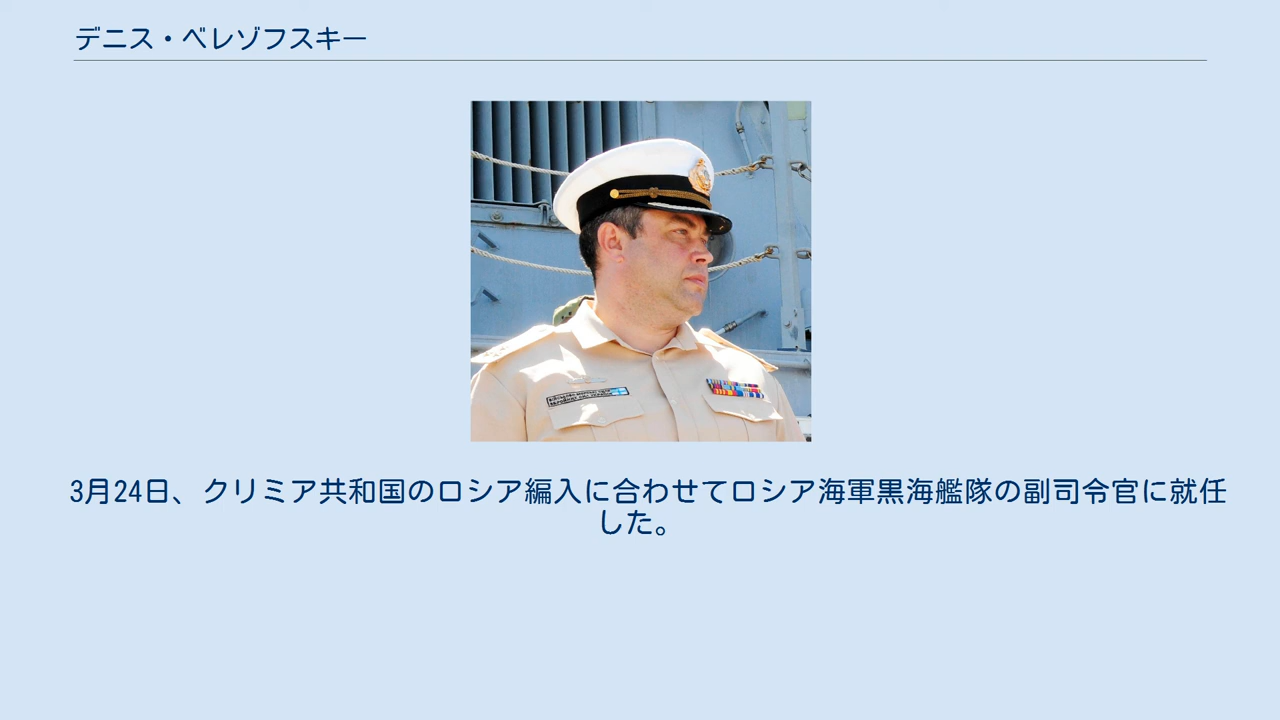 デニス・ベレゾフスキー
3月24日、クリミア共和国のロシア編入に合わせてロシア海軍黒海艦隊の副司令官に就任
した。